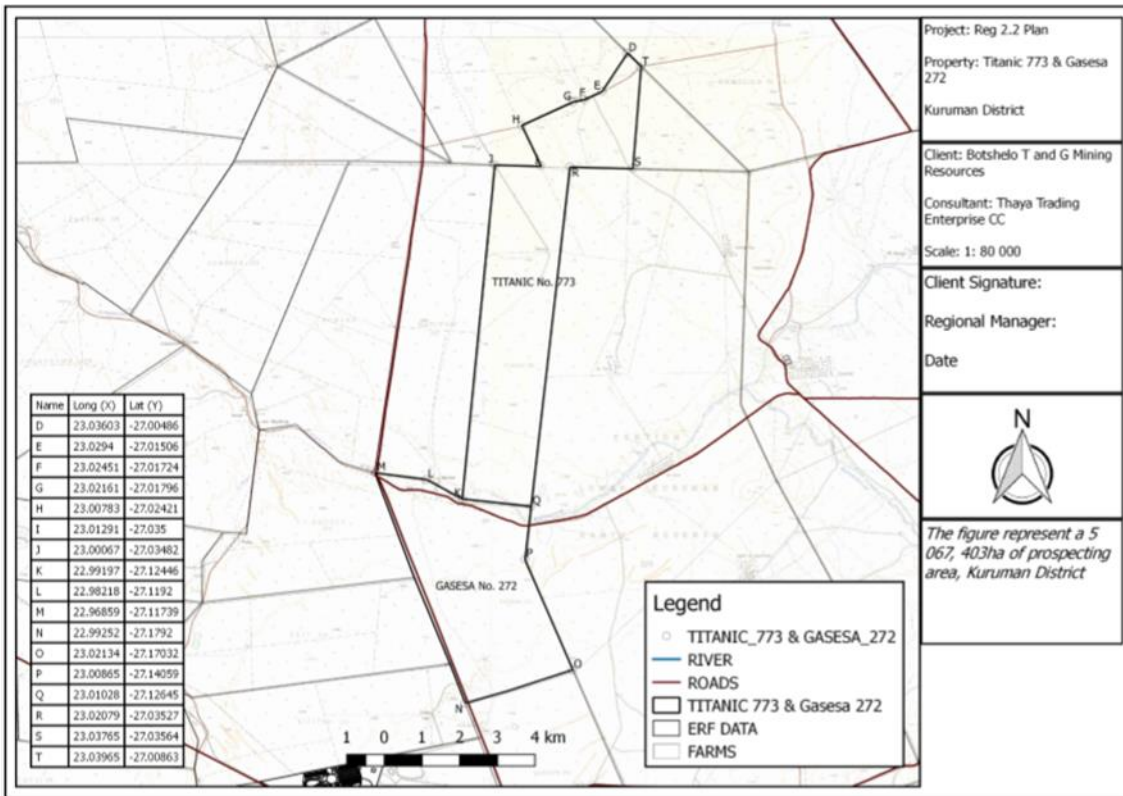 Project: Reg 2.2 Plan
Property: Titanic 773 & Gasesa
272
Kuruman District
Client: Botshelo T and G Mining
Resources
Consultant: Thaya Trading
Enterprise CC
Scale: 1: 80 000
Client Signature:
Regional Manager:
Date
N
The figure represent a 5
067, 403ha of prospecting
area, Kuruman District
D
T
E
F
G
H
J
R
S
TITANIC No. 773
M
L
K
Q
P
GASESA No. 272
O
N
Name Long (X) Lat (Y)
D 23.03603 -27.00486
E 23.0294 -27.01506
F 23.02451 -27.01724
G 23.02161 -27.01796
H 23.00783 -27.02421
I 23.01291 -27.035
J 23.00067 -27.03482
K 22.99197 -27.12446
L 22.98218 -27.1192
M 22.96859 -27.11739
N 22.99252 -27.1792
O 23.02134 -27.17032
P 23.00865 -27.14059
Q 23.01028 -27.12645
R 23.02079 -27.03527
S 23.03765 -27.03564
T 23.03965 -27.00863
1 0 1 2 3 4 km
Legend
TITANIC_773 & GASESA_272
RIVER
ROADS
TITANIC 773 & Gasesa 272
ERF DATA
FARMS